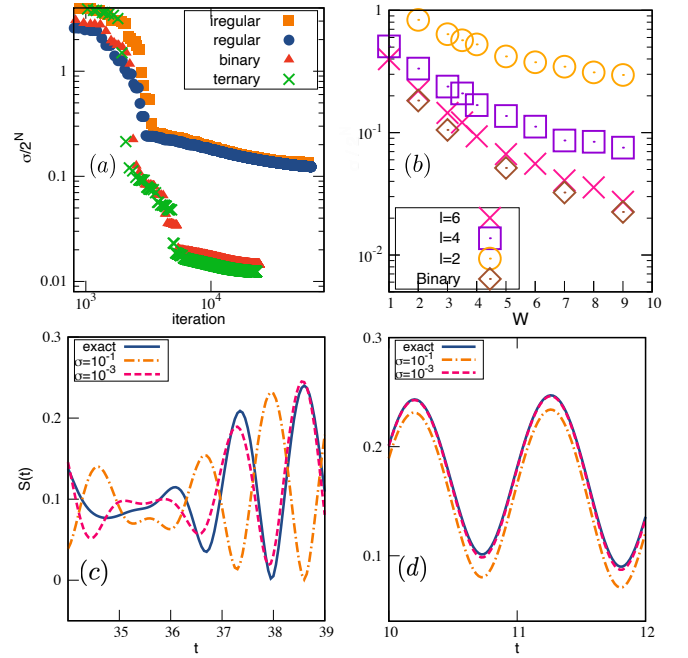 iregular
regular
binary
ternary
σ/2^N
1
0.1
0.01
10^3
10^4
iteration
(a)
1
10^-1
10^-2
(b)
l=6
l=4
l=2
Binary
1 2 3 4 5 6 7 8 9 10
W
exact
σ=10^-1
σ=10^-3
S(t)
0.3
0.2
0.1
0
35 36 37 38 39
t
(c)
exact
σ=10^-1
σ=10^-3
0.3
0.2
0.1
10 11 12
t
(d)